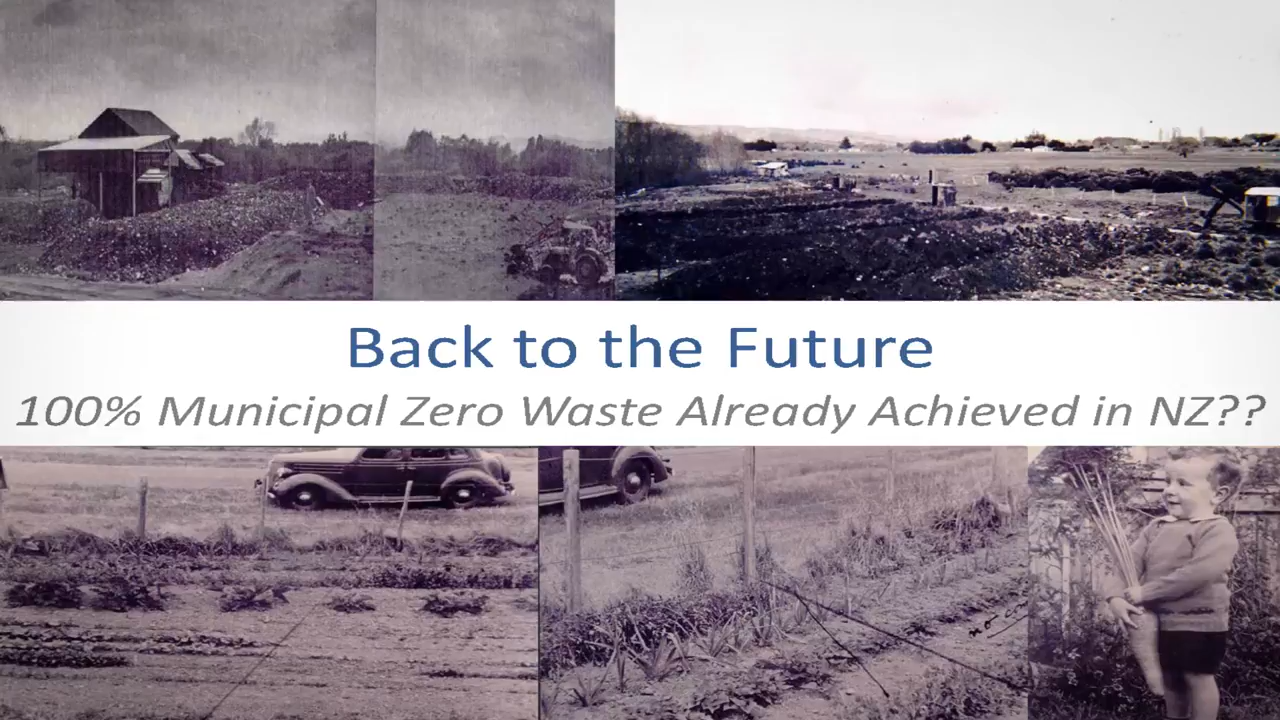 Back to the Future
100% Municipal Zero Waste Already Achieved in NZ??